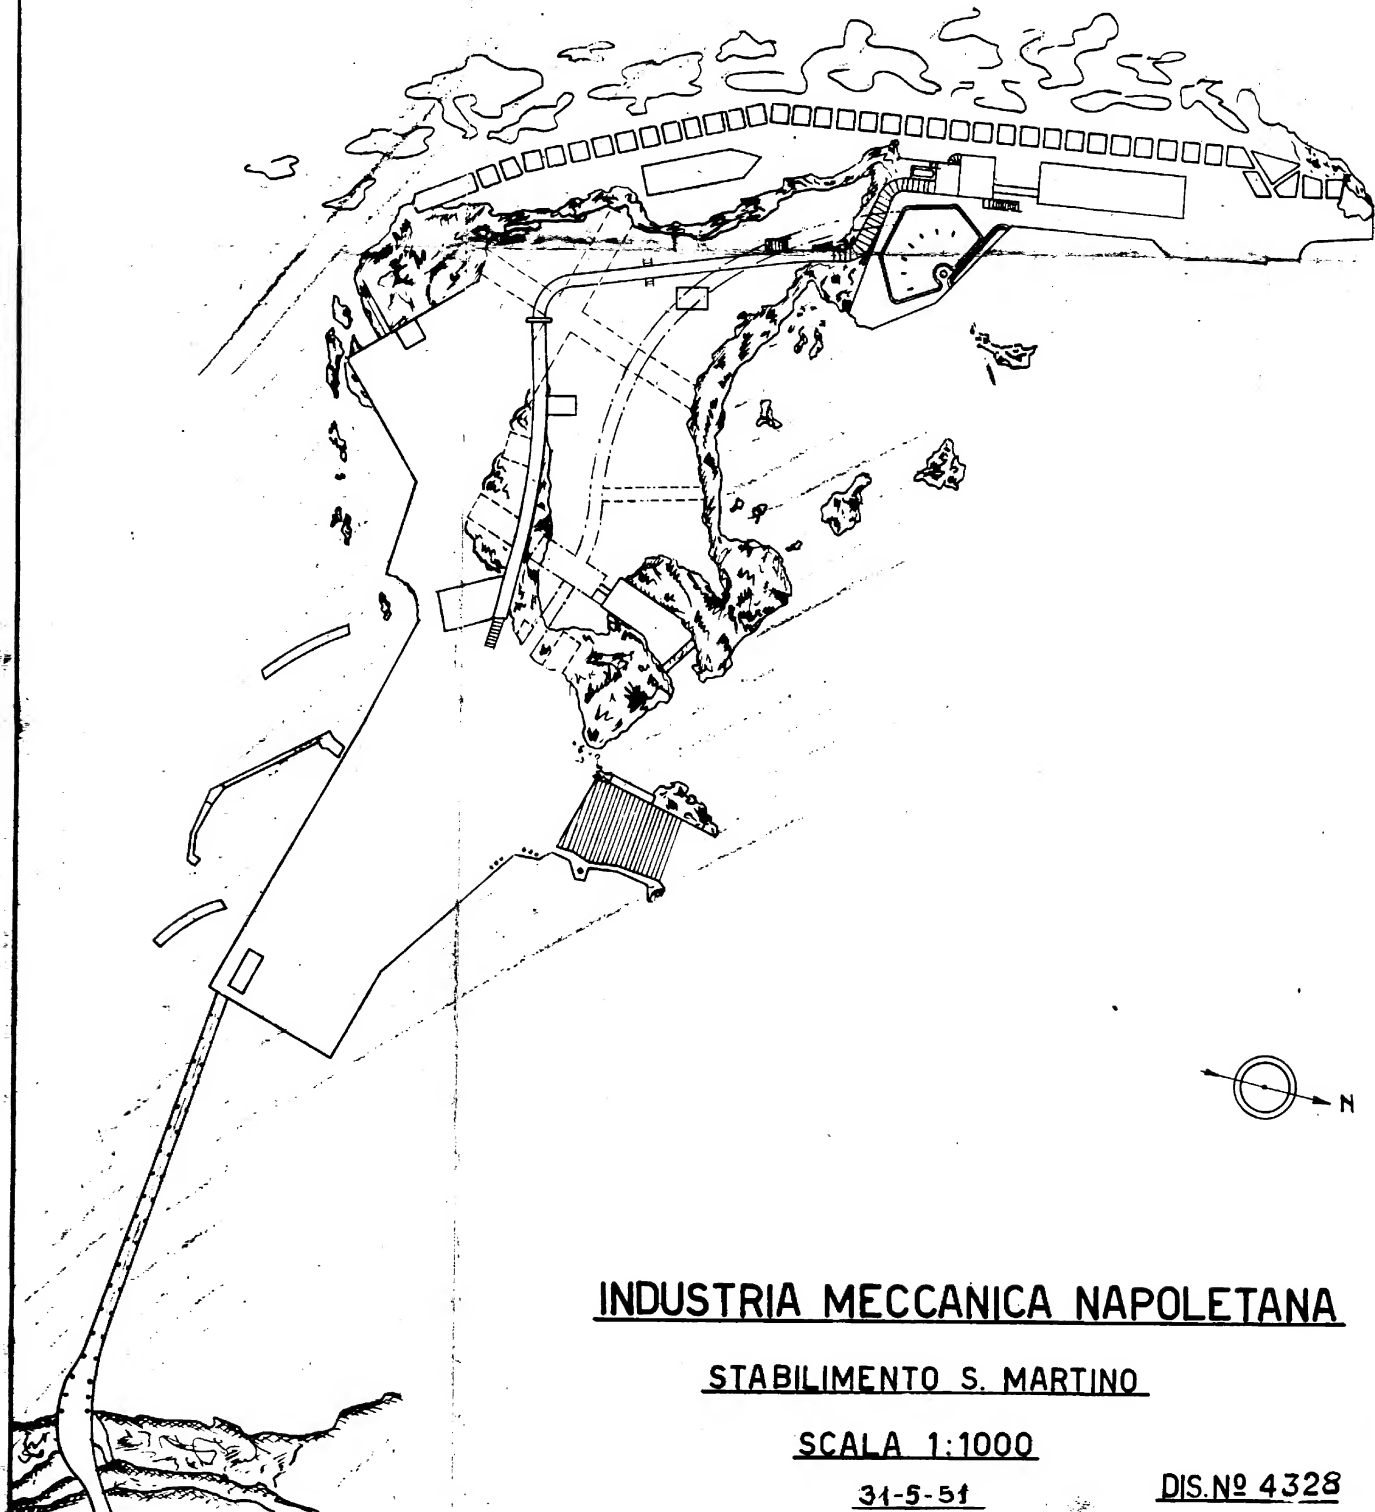 N
INDUSTRIA MECCANICA NAPOLETANA
STABILIMENTO S. MARTINO
SCALA 1:1000
31-5-51
DIS. Nº 4328